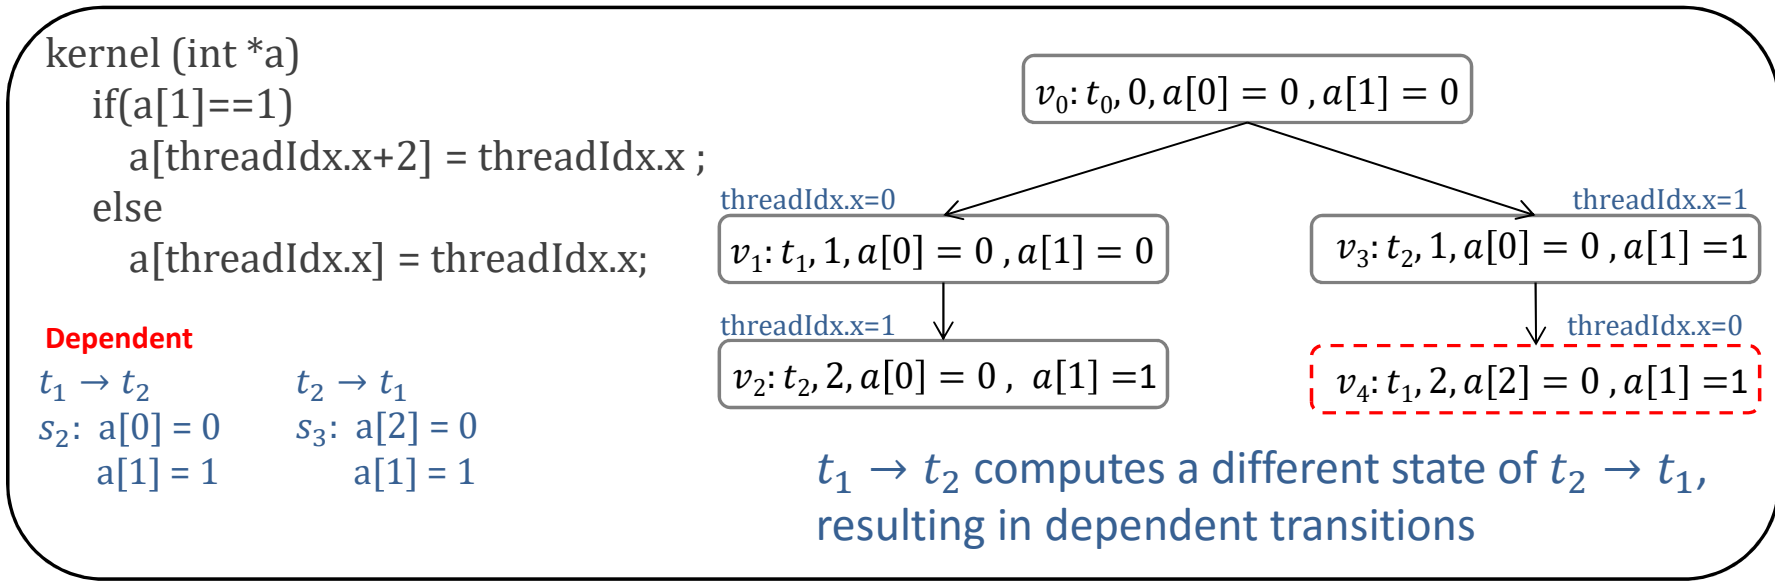 kernel (int *a)
if(a[1]==1)
a[threadIdx.x+2] = threadIdx.x ;
else
a[threadIdx.x] = threadIdx.x;
Dependent
t₁ → t₂
s₂: a[0] = 0
a[1] = 1
t₂ → t₁
s₃: a[2] = 0
a[1] = 1
v₀: t₀, 0, a[0] = 0 , a[1] = 0
threadIdx.x=0
v₁: t₁, 1, a[0] = 0 , a[1] = 0
threadIdx.x=1
v₂: t₂, 2, a[0] = 0 , a[1] =1
threadIdx.x=1
v₃: t₂, 1, a[0] = 0 , a[1] =1
threadIdx.x=0
v₄: t₁, 2, a[2] = 0 , a[1] =1
t₁ → t₂ computes a different state of t₂ → t₁,
resulting in dependent transitions